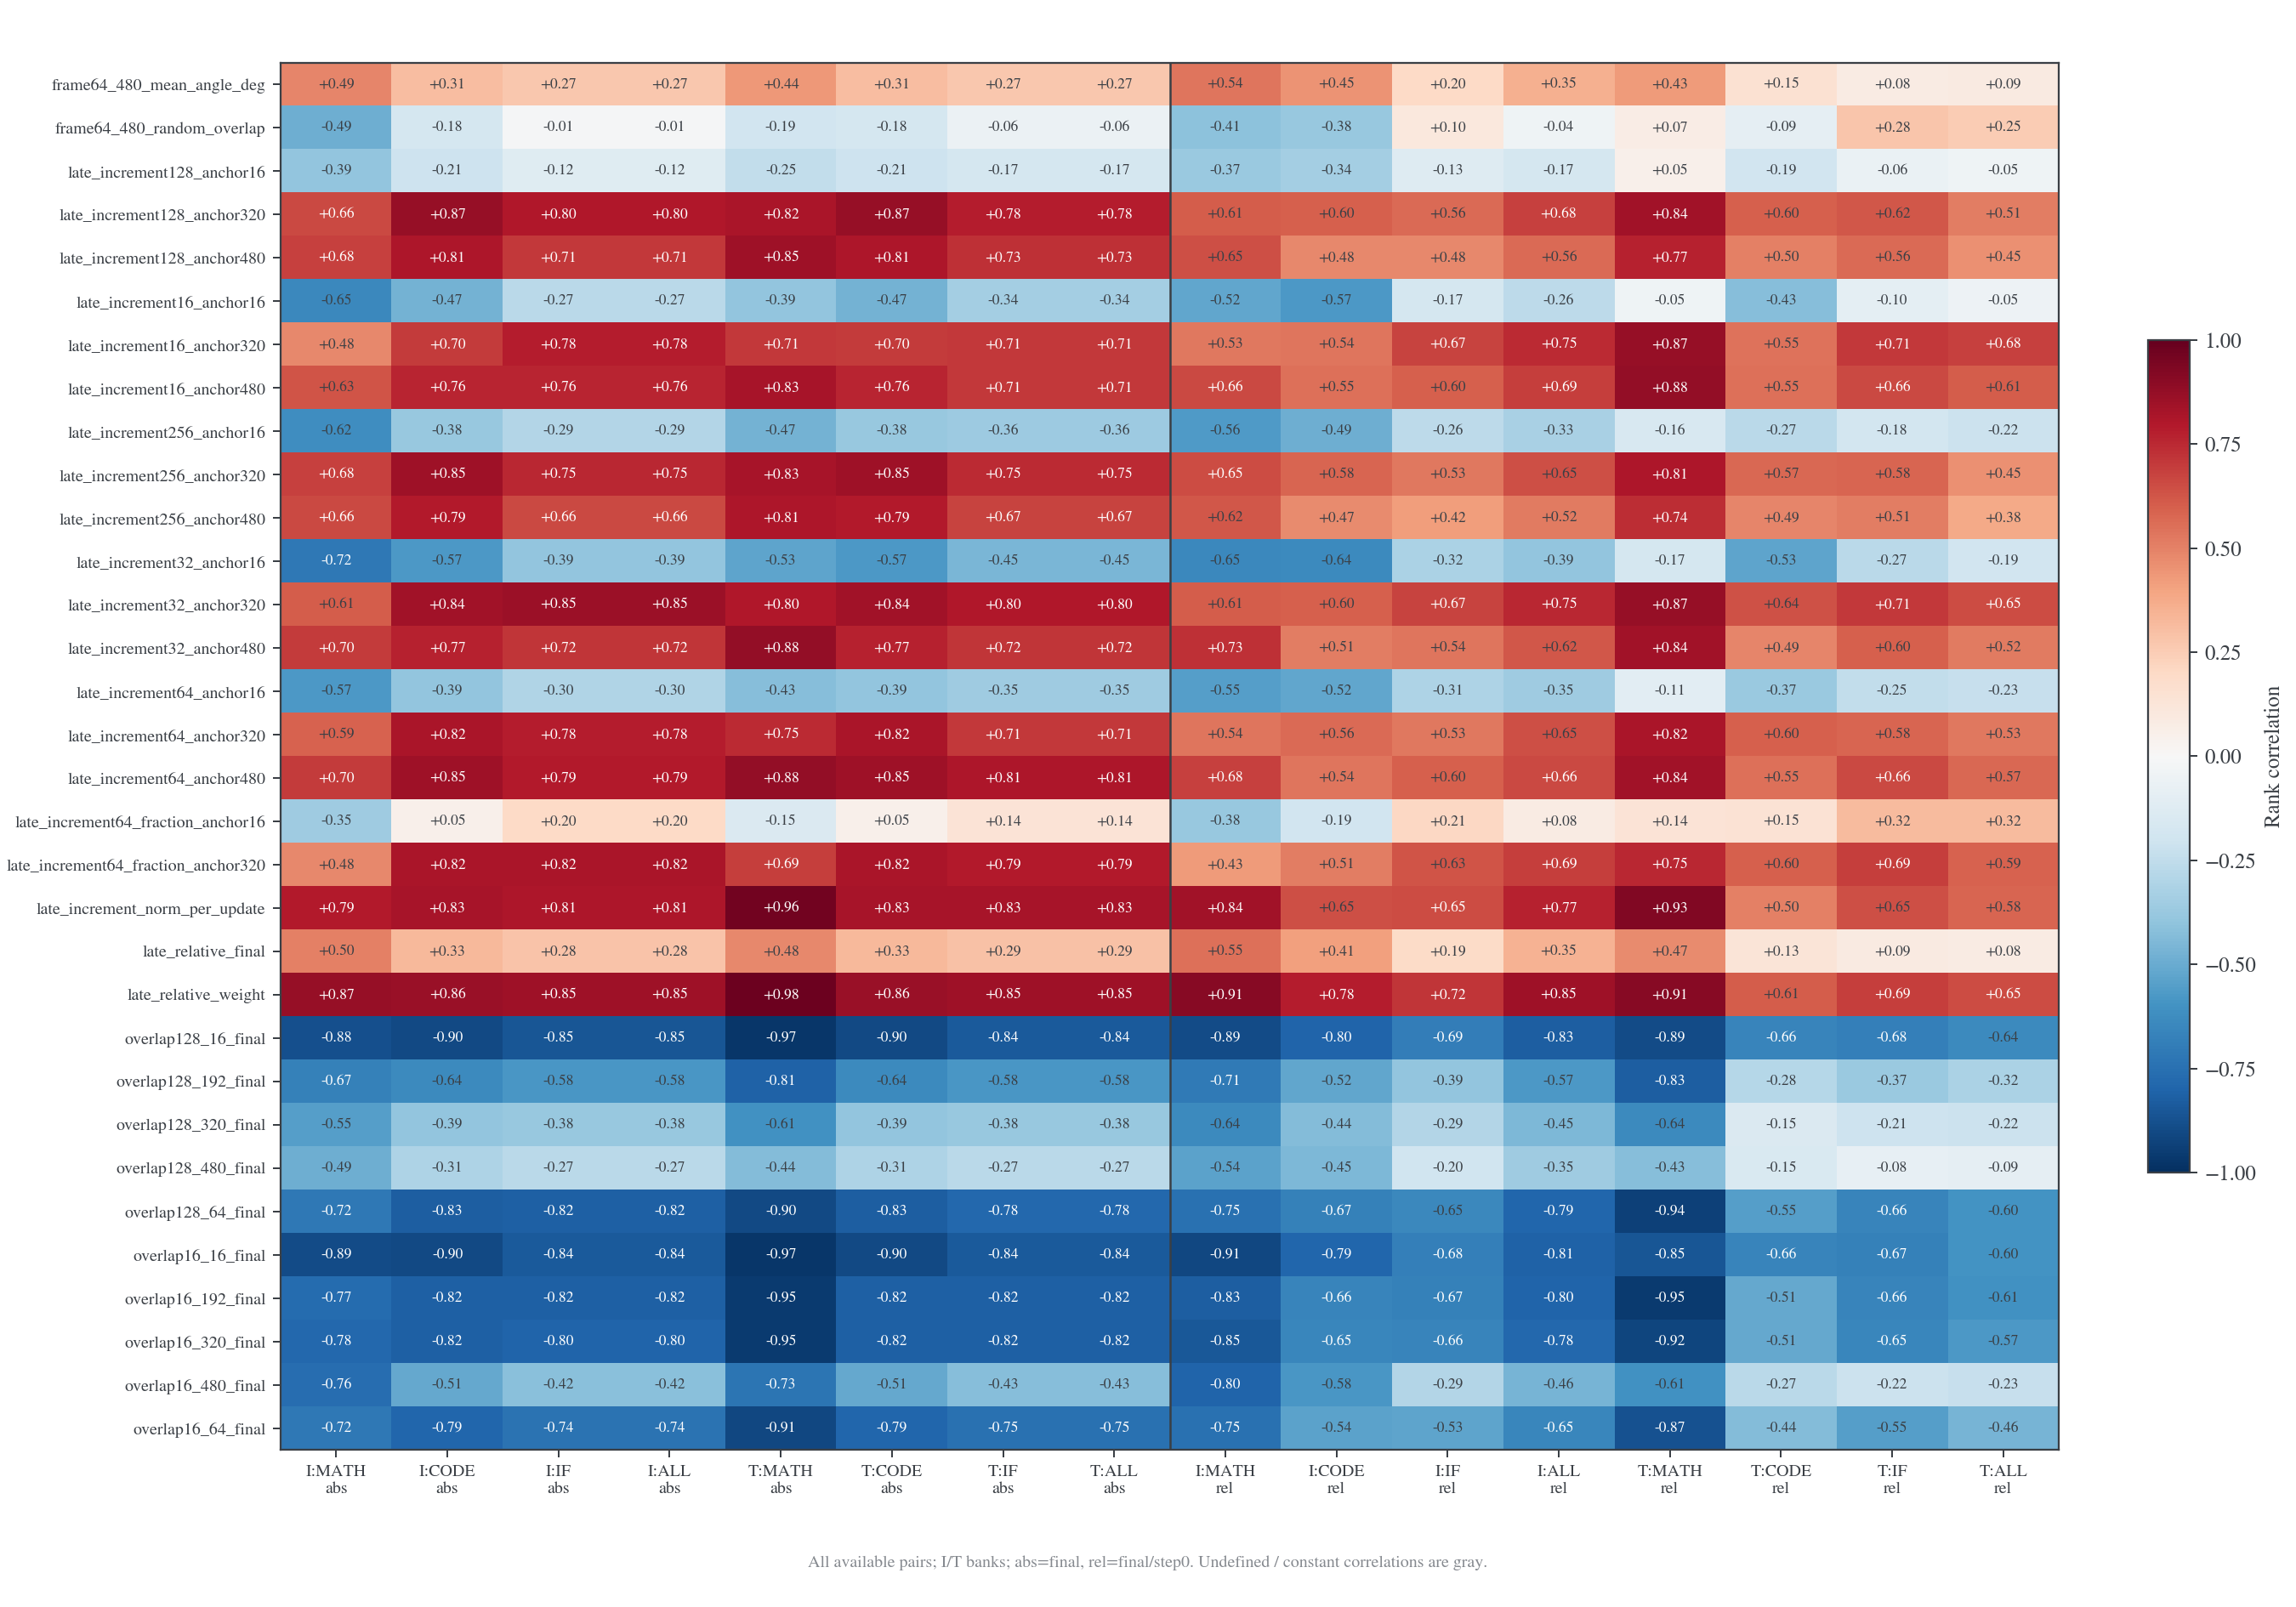 frame64_480_mean_angle_deg +0.49 +0.31 +0.27 +0.27 +0.44 +0.31 +0.27 +0.27 +0.54 +0.45 +0.20 +0.35 +0.43 +0.15 +0.08 +0.09
frame64_480_random_overlap -0.49 -0.18 -0.01 -0.01 -0.19 -0.18 -0.06 -0.06 -0.41 -0.38 +0.10 -0.04 +0.07 -0.09 +0.28 +0.25
late_increment128_anchor16 -0.39 -0.21 -0.12 -0.12 -0.25 -0.21 -0.17 -0.17 -0.37 -0.34 -0.13 -0.17 +0.05 -0.19 -0.06 -0.05
late_increment128_anchor320 +0.66 +0.87 +0.80 +0.80 +0.82 +0.87 +0.78 +0.78 +0.61 +0.60 +0.56 +0.68 +0.84 +0.60 +0.62 +0.51
late_increment128_anchor480 +0.68 +0.81 +0.71 +0.71 +0.85 +0.81 +0.73 +0.73 +0.65 +0.48 +0.48 +0.56 +0.77 +0.50 +0.56 +0.45
late_increment16_anchor16 -0.65 -0.47 -0.27 -0.27 -0.39 -0.47 -0.34 -0.34 -0.52 -0.57 -0.17 -0.26 -0.05 -0.43 -0.10 -0.05
late_increment16_anchor320 +0.48 +0.70 +0.78 +0.78 +0.71 +0.70 +0.71 +0.71 +0.53 +0.54 +0.67 +0.75 +0.87 +0.55 +0.71 +0.68
late_increment16_anchor480 +0.63 +0.76 +0.76 +0.76 +0.83 +0.76 +0.71 +0.71 +0.66 +0.55 +0.60 +0.69 +0.88 +0.55 +0.66 +0.61
late_increment256_anchor16 -0.62 -0.38 -0.29 -0.29 -0.47 -0.38 -0.36 -0.36 -0.56 -0.49 -0.26 -0.33 -0.16 -0.27 -0.18 -0.22
late_increment256_anchor320 +0.68 +0.85 +0.75 +0.75 +0.83 +0.85 +0.75 +0.75 +0.65 +0.58 +0.53 +0.65 +0.81 +0.57 +0.58 +0.45
late_increment256_anchor480 +0.66 +0.79 +0.66 +0.66 +0.81 +0.79 +0.67 +0.67 +0.62 +0.47 +0.42 +0.52 +0.74 +0.49 +0.51 +0.38
late_increment32_anchor16 -0.72 -0.57 -0.39 -0.39 -0.53 -0.57 -0.45 -0.45 -0.65 -0.64 -0.32 -0.39 -0.17 -0.53 -0.27 -0.19
late_increment32_anchor320 +0.61 +0.84 +0.85 +0.85 +0.80 +0.84 +0.80 +0.80 +0.61 +0.60 +0.67 +0.75 +0.87 +0.64 +0.71 +0.65
late_increment32_anchor480 +0.70 +0.77 +0.72 +0.72 +0.88 +0.77 +0.72 +0.72 +0.73 +0.51 +0.54 +0.62 +0.84 +0.49 +0.60 +0.52
late_increment64_anchor16 -0.57 -0.39 -0.30 -0.30 -0.43 -0.39 -0.35 -0.35 -0.55 -0.52 -0.31 -0.35 -0.11 -0.37 -0.25 -0.23
late_increment64_anchor320 +0.59 +0.82 +0.78 +0.78 +0.75 +0.82 +0.71 +0.71 +0.54 +0.56 +0.53 +0.65 +0.82 +0.60 +0.58 +0.53
late_increment64_anchor480 +0.70 +0.85 +0.79 +0.79 +0.88 +0.85 +0.81 +0.81 +0.68 +0.54 +0.60 +0.66 +0.84 +0.55 +0.66 +0.57
late_increment64_fraction_anchor16 -0.35 +0.05 +0.20 +0.20 -0.15 +0.05 +0.14 +0.14 -0.38 -0.19 +0.21 +0.08 +0.14 +0.15 +0.32 +0.32
late_increment64_fraction_anchor320 +0.48 +0.82 +0.82 +0.82 +0.69 +0.82 +0.79 +0.79 +0.43 +0.51 +0.63 +0.69 +0.75 +0.60 +0.69 +0.59
late_increment_norm_per_update +0.79 +0.83 +0.81 +0.81 +0.96 +0.83 +0.83 +0.83 +0.84 +0.65 +0.65 +0.77 +0.93 +0.50 +0.65 +0.58
late_relative_final +0.50 +0.33 +0.28 +0.28 +0.48 +0.33 +0.29 +0.29 +0.55 +0.41 +0.19 +0.35 +0.47 +0.13 +0.09 +0.08
late_relative_weight +0.87 +0.86 +0.85 +0.85 +0.98 +0.86 +0.85 +0.85 +0.91 +0.78 +0.72 +0.85 +0.91 +0.61 +0.69 +0.65
overlap128_16_final -0.88 -0.90 -0.85 -0.85 -0.97 -0.90 -0.84 -0.84 -0.89 -0.80 -0.69 -0.83 -0.89 -0.66 -0.68 -0.64
overlap128_192_final -0.67 -0.64 -0.58 -0.58 -0.81 -0.64 -0.58 -0.58 -0.71 -0.52 -0.39 -0.57 -0.83 -0.28 -0.37 -0.32
overlap128_320_final -0.55 -0.39 -0.38 -0.38 -0.61 -0.39 -0.38 -0.38 -0.64 -0.44 -0.29 -0.45 -0.64 -0.15 -0.21 -0.22
overlap128_480_final -0.49 -0.31 -0.27 -0.27 -0.44 -0.31 -0.27 -0.27 -0.54 -0.45 -0.20 -0.35 -0.43 -0.15 -0.08 -0.09
overlap128_64_final -0.72 -0.83 -0.82 -0.82 -0.90 -0.83 -0.78 -0.78 -0.75 -0.67 -0.65 -0.79 -0.94 -0.55 -0.66 -0.60
overlap16_16_final -0.89 -0.90 -0.84 -0.84 -0.97 -0.90 -0.84 -0.84 -0.91 -0.79 -0.68 -0.81 -0.85 -0.66 -0.67 -0.60
overlap16_192_final -0.77 -0.82 -0.82 -0.82 -0.95 -0.82 -0.82 -0.82 -0.83 -0.66 -0.67 -0.80 -0.95 -0.51 -0.66 -0.61
overlap16_320_final -0.78 -0.82 -0.80 -0.80 -0.95 -0.82 -0.82 -0.82 -0.85 -0.65 -0.66 -0.78 -0.92 -0.51 -0.65 -0.57
overlap16_480_final -0.76 -0.51 -0.42 -0.42 -0.73 -0.51 -0.43 -0.43 -0.80 -0.58 -0.29 -0.46 -0.61 -0.27 -0.22 -0.23
overlap16_64_final -0.72 -0.79 -0.74 -0.74 -0.91 -0.79 -0.75 -0.75 -0.75 -0.54 -0.53 -0.65 -0.87 -0.44 -0.55 -0.46
I:MATH I:CODE I:IF I:ALL T:MATH T:CODE T:IF T:ALL I:MATH I:CODE I:IF I:ALL T:MATH T:CODE T:IF T:ALL
abs abs abs abs abs abs abs abs rel rel rel rel rel rel rel rel
1.00
0.75
0.50
0.25
0.00
−0.25
−0.50
−0.75
−1.00
Rank correlation
All available pairs; I/T banks; abs=final, rel=final/step0. Undefined / constant correlations are gray.